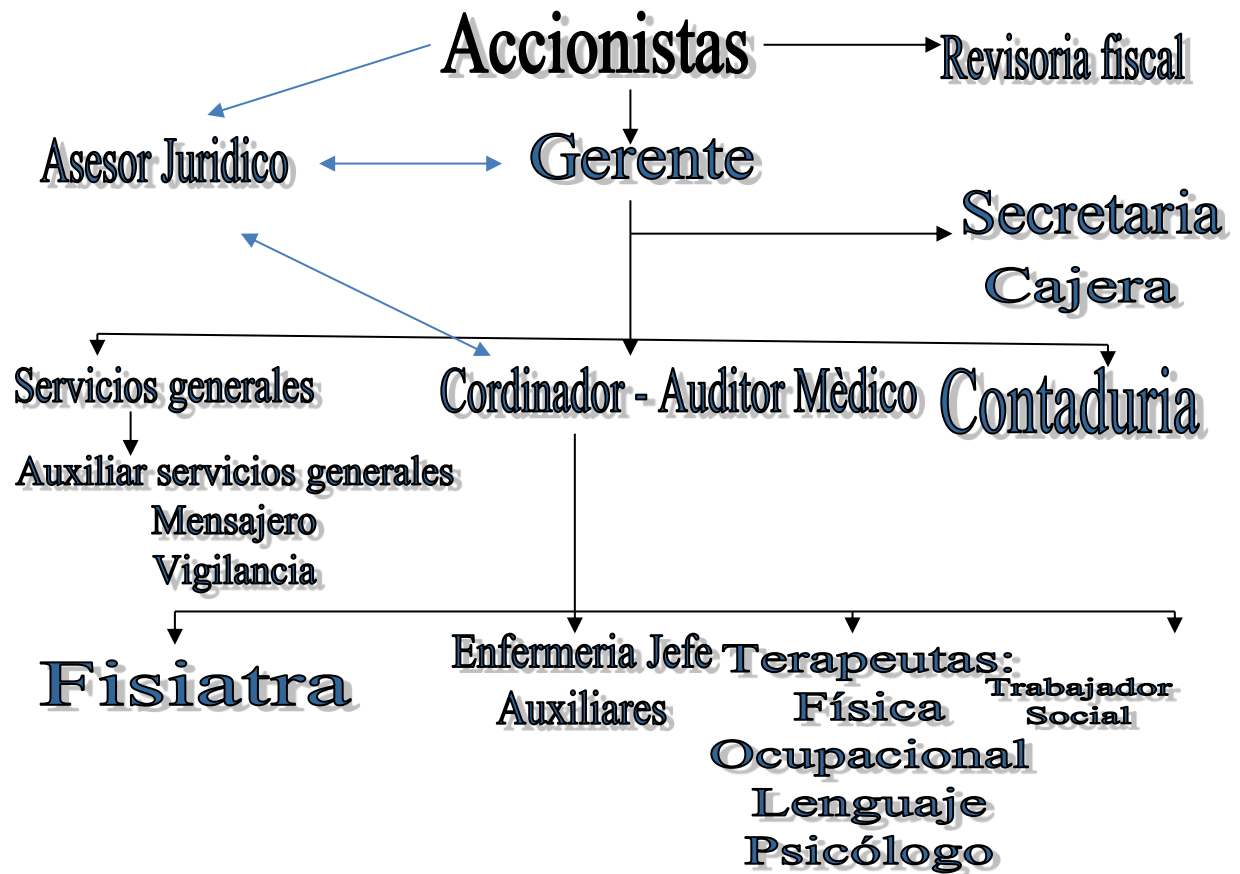 Accionistas
Revisoria fiscal
Asesor Juridico
Gerente
Secretaria
Cajera
Servicios generales
Cordinador - Auditor Mèdico
Contaduria
Auxiliar servicios generales
Mensajero
Vigilancia
Fisiatra
Enfermeria Jefe
Auxiliares
Terapeutas:
Física
Ocupacional
Lenguaje
Psicólogo
Trabajador
Social